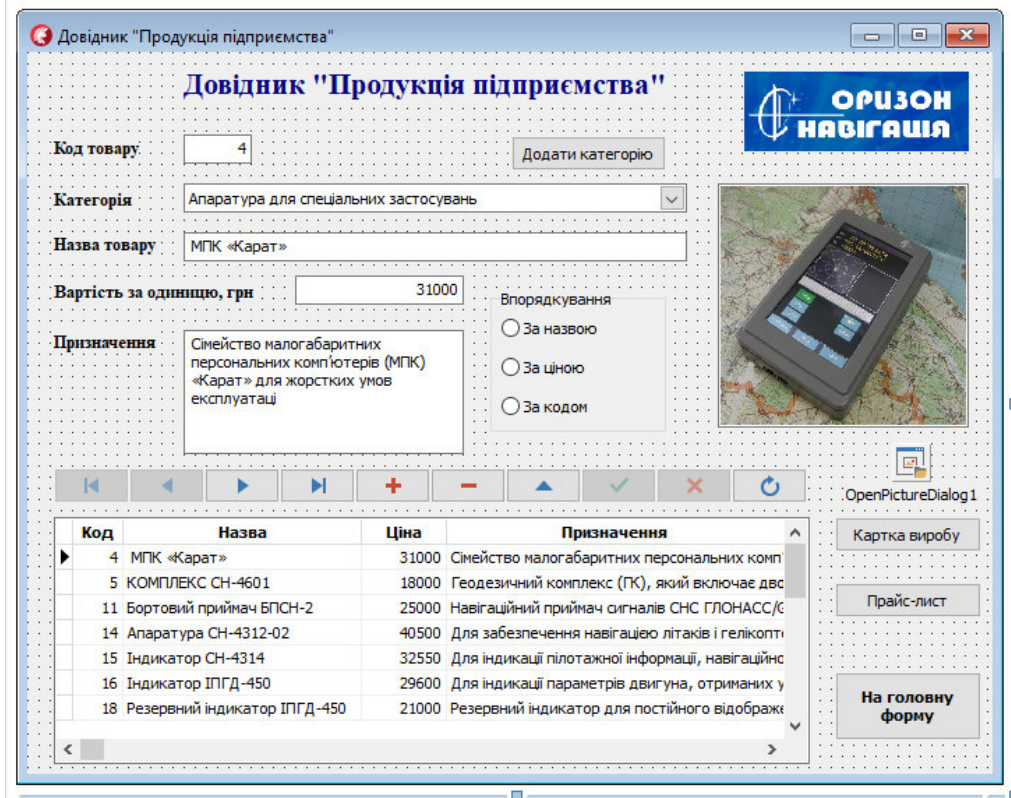 Довідник "Продукція підприємства"
Довідник "Продукція підприємства"
ОРИЗОН
НАВІГАЦІЯ
Код товару
4
Додати категорію
Категорія
Апаратура для спеціальних застосувань
Назва товару
МПК «Карат»
Вартість за одиницю, грн
31000
Впорядкування
За назвою
За ціною
За кодом
Призначення
Сімейство малогабаритних
персональних комп'ютерів (МПК)
«Карат» для жорстких умов
експлуатаці
OpenPictureDialog1
Код Назва Ціна Призначення
4 МПК «Карат» 31000 Сімейство малогабаритних персональних комп'
5 КОМПЛЕКС СН-4601 18000 Геодезичний комплекс (ГК), який включає дво
11 Бортовий приймач БПСН-2 25000 Навігаційний приймач сигналів СНС ГЛОНАСС/G
14 Апаратура СН-4312-02 40500 Для забезпечення навігацією літаків і гелікопт
15 Індикатор СН-4314 32550 Для індикації пілотажної інформації, навігаційно
16 Індикатор ІПГД-450 29600 Для індикації параметрів двигуна, отриманих у
18 Резервний індикатор ІПГД-450 21000 Резервний індикатор для постійного відображе
Картка виробу
Прайс-лист
На головну
форму